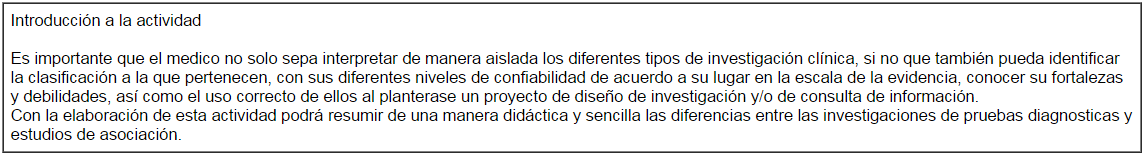 Introducción a la actividad
Es importante que el medico no solo sepa interpretar de manera aislada los diferentes tipos de investigación clínica, si no que también pueda identificar
la clasificación a la que pertenecen, con sus diferentes niveles de confiabilidad de acuerdo a su lugar en la escala de la evidencia, conocer su fortalezas
y debilidades, así como el uso correcto de ellos al planterase un proyecto de diseño de investigación y/o de consulta de información.
Con la elaboración de esta actividad podrá resumir de una manera didáctica y sencilla las diferencias entre las investigaciones de pruebas diagnosticas y
estudios de asociación.